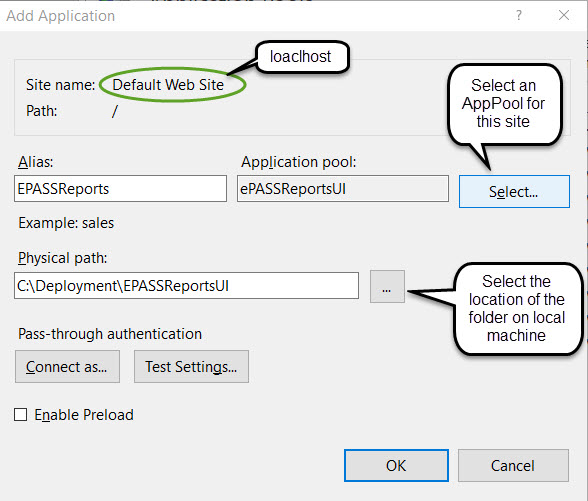 Add Application
? ×
loaclhost
Site name: Default Web Site
Path: /
Select an
AppPool for
this site
Alias: Application pool:
EPASSReports ePASSReportsUI Select...
Example: sales
Physical path:
C:\Deployment\EPASSReportsUI ...
Select the
location of the
folder on local
machine
Pass-through authentication
Connect as... Test Settings...
Enable Preload
OK Cancel